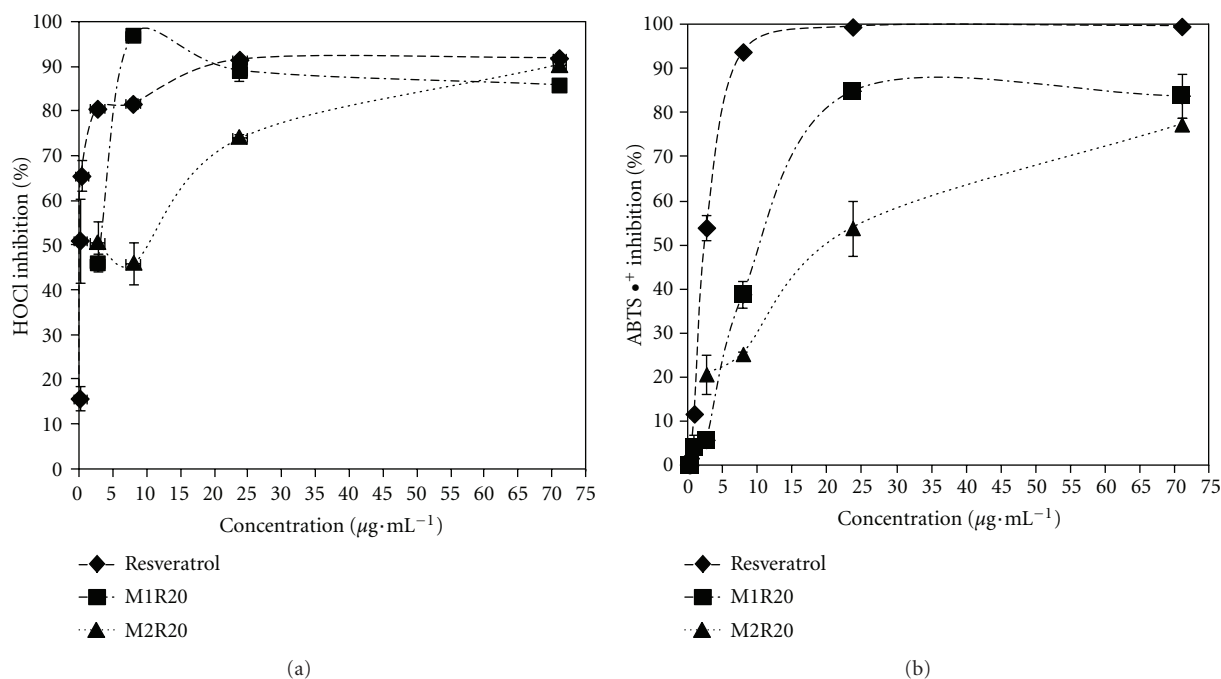 100
90
80
70
60
50
40
30
20
10
0
HOCl inhibition (%)
0 5 10 15 20 25 30 35 40 45 50 55 60 65 70 75
Concentration (μg·mL−1)
Resveratrol
M1R20
M2R20
(a)
100
90
80
70
60
50
40
30
20
10
0
ABTS •+ inhibition (%)
0 5 10 15 20 25 30 35 40 45 50 55 60 65 70 75
Concentration (μg·mL−1)
Resveratrol
M1R20
M2R20
(b)